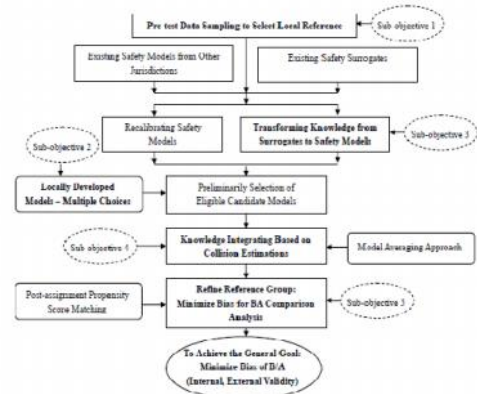 Pre test Data Sampling to Select Local Reference
Sub-objective 1
Existing Safety Models from Other
Jurisdictions
Existing Safety Surrogates
Recalibrating Safety
Models
Transforming Knowledge from
Surrogates to Safety Models
Sub-objective 3
Sub-objective 2
Locally Developed
Models – Multiple Choices
Preliminarily Selection of
Eligible Candidate Models
Sub objective 4
Knowledge Integrating Based on
Collision Estimations
Model Averaging Approach
Post-assignment Propensity
Score Matching
Refine Reference Group:
Minimize Bias for BA Comparison
Analysis
Sub-objective
To Achieve the General Goal:
Minimize Bias of B/A
(Internal, External Validity)